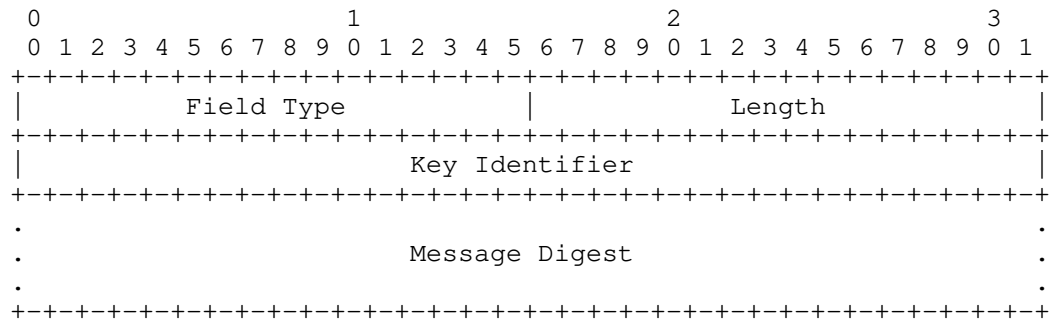 0                   1                   2                   3
 0 1 2 3 4 5 6 7 8 9 0 1 2 3 4 5 6 7 8 9 0 1 2 3 4 5 6 7 8 9 0 1
+-+-+-+-+-+-+-+-+-+-+-+-+-+-+-+-+-+-+-+-+-+-+-+-+-+-+-+-+-+-+-+-+
|          Field Type           |            Length             |
+-+-+-+-+-+-+-+-+-+-+-+-+-+-+-+-+-+-+-+-+-+-+-+-+-+-+-+-+-+-+-+-+
|                        Key Identifier                         |
+-+-+-+-+-+-+-+-+-+-+-+-+-+-+-+-+-+-+-+-+-+-+-+-+-+-+-+-+-+-+-+-+
.                                                               .
.                        Message Digest                         .
.                                                               .
+-+-+-+-+-+-+-+-+-+-+-+-+-+-+-+-+-+-+-+-+-+-+-+-+-+-+-+-+-+-+-+-+